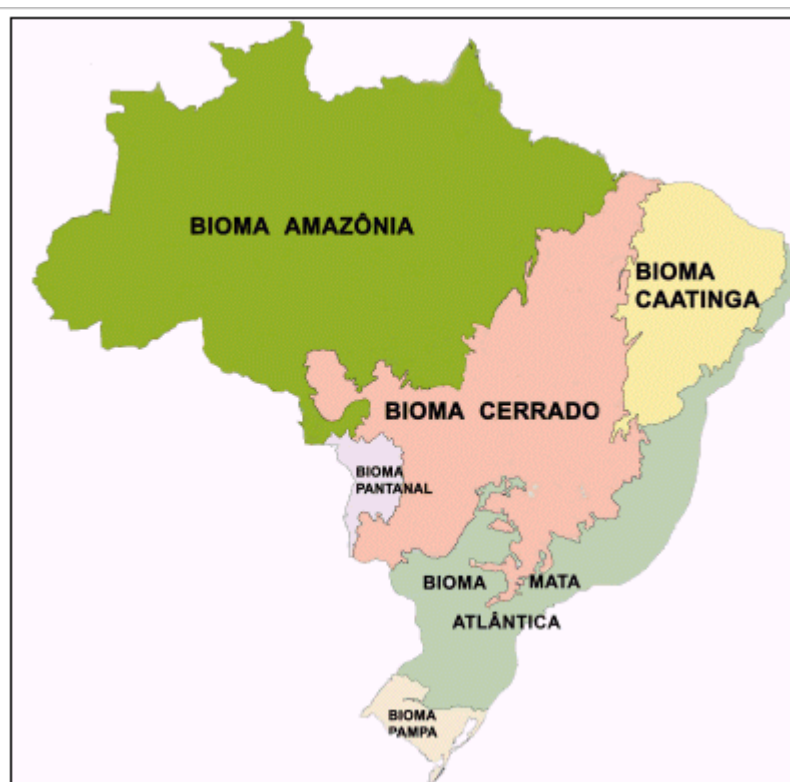 BIOMA AMAZÔNIA
BIOMA
CAATINGA
BIOMA CERRADO
BIOMA
PANTANAL
BIOMA MATA
ATLÂNTICA
BIOMA
PAMPA